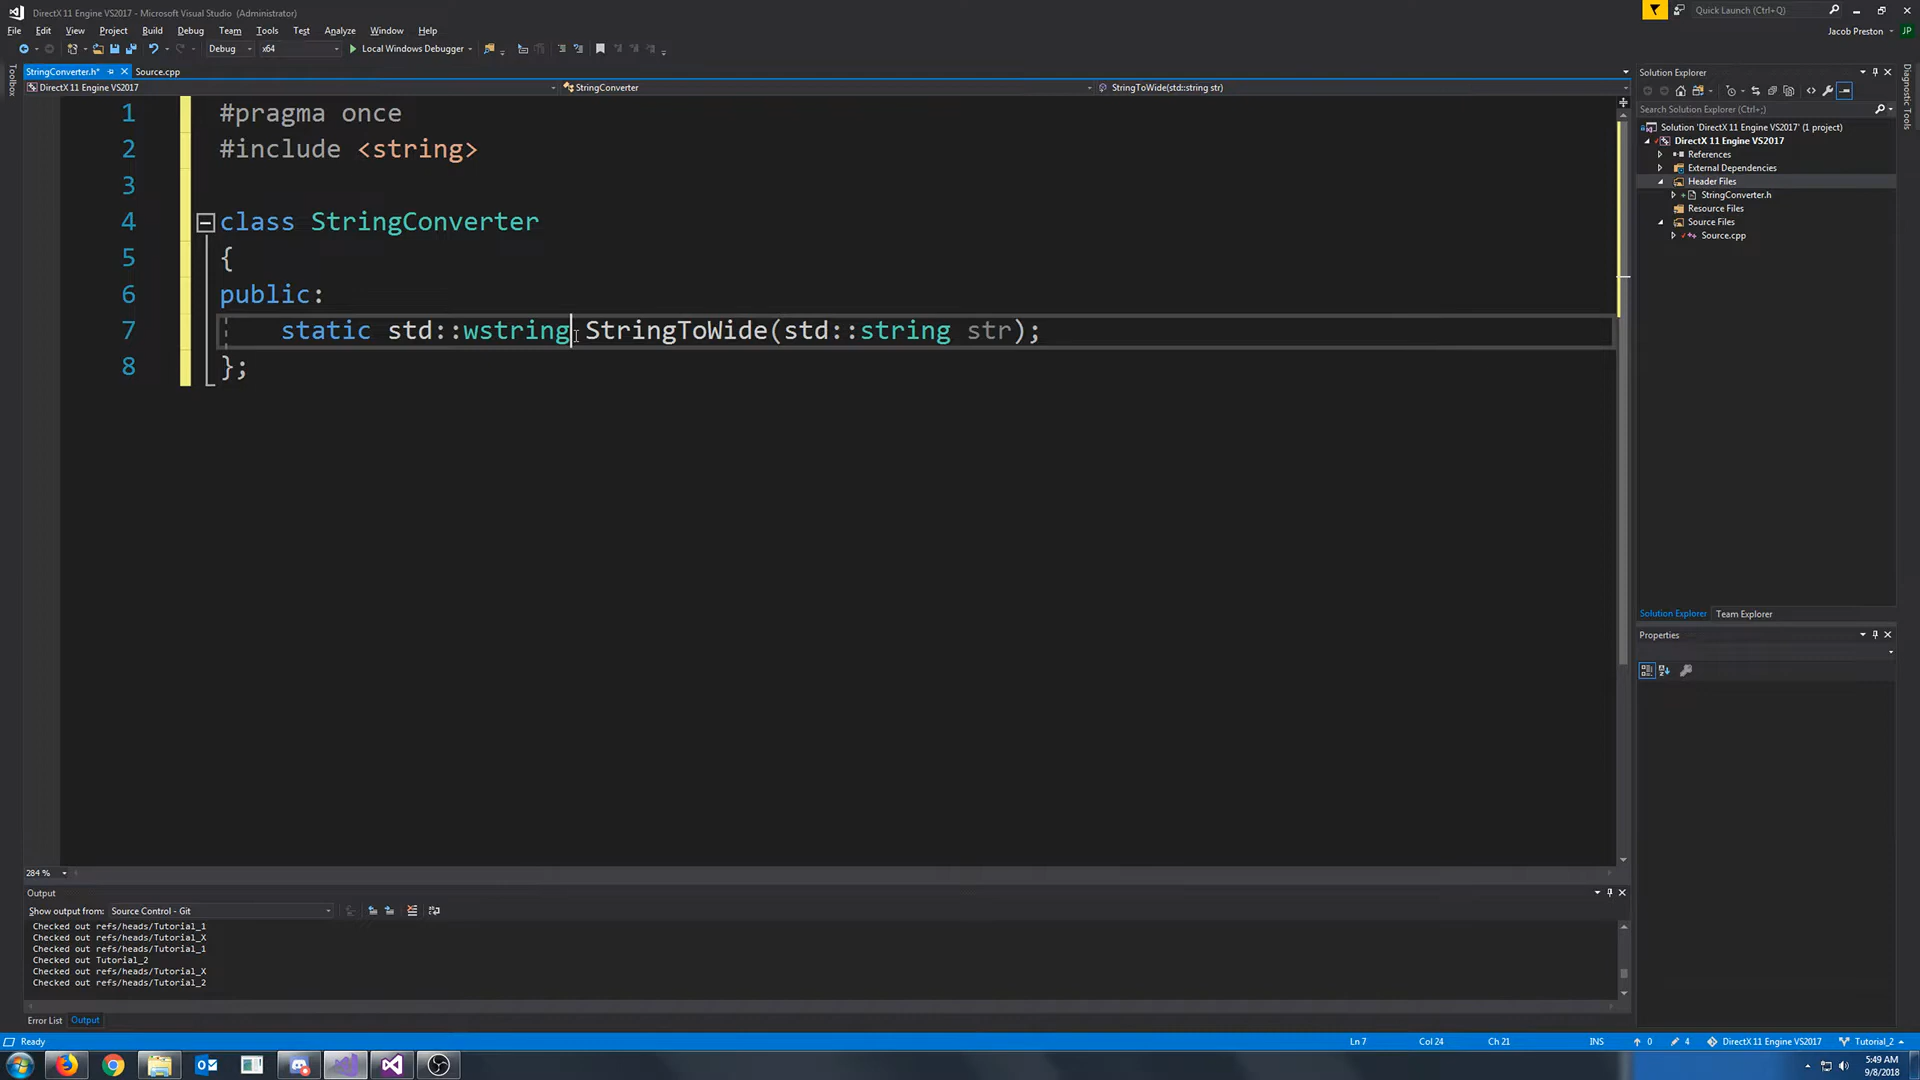 DirectX 11 Engine VS2017 - Microsoft Visual Studio (Administrator)
Quick Launch (Ctrl+Q)
File Edit View Project Build Debug Team Tools Test Analyze Window Help
Jacob Preston
JP
Debug x64 Local Windows Debugger
Toolbox
StringConverter.h* Source.cpp
DirectX 11 Engine VS2017 StringConverter StringToWide(std::string str)
1 #pragma once
2 #include <string>
3
4 class StringConverter
5 {
6 public:
7 static std::wstring StringToWide(std::string str);
8 };
284 %
Solution Explorer
Search Solution Explorer (Ctrl+;)
Solution 'DirectX 11 Engine VS2017' (1 project)
DirectX 11 Engine VS2017
References
External Dependencies
Header Files
StringConverter.h
Resource Files
Source Files
Source.cpp
Solution Explorer Team Explorer
Properties
Diagnostic Tools
Output
Show output from: Source Control - Git
Checked out refs/heads/Tutorial_1
Checked out refs/heads/Tutorial_X
Checked out refs/heads/Tutorial_1
Checked out Tutorial_2
Checked out refs/heads/Tutorial_X
Checked out refs/heads/Tutorial_2
Error List Output
Ready Ln 7 Col 24 Ch 21 INS 0 4 DirectX 11 Engine VS2017 Tutorial_2
5:49 AM
9/8/2018